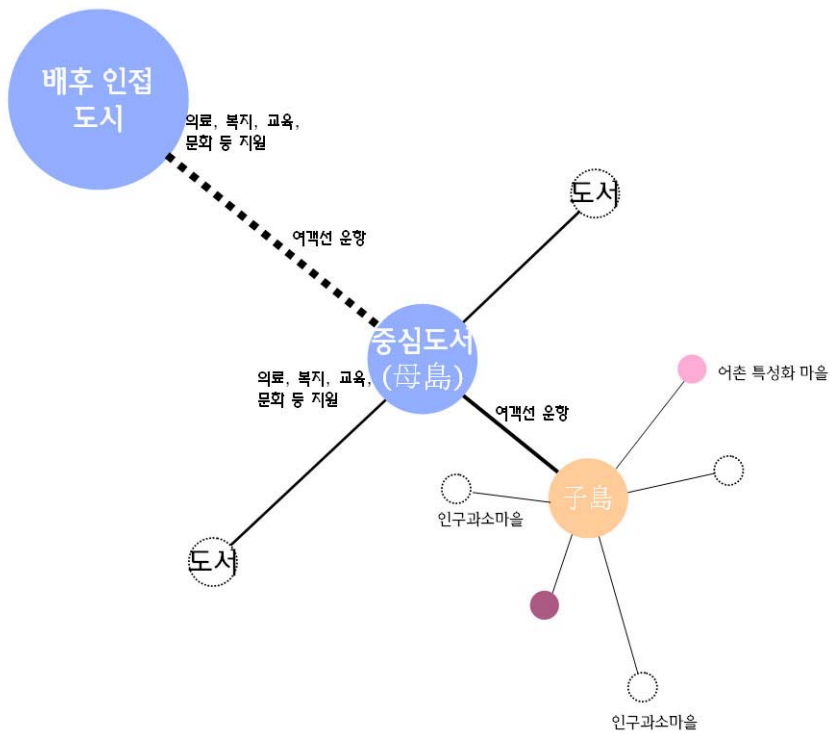 배후 인접
도시
의료, 복지, 교육,
문화 등 지원
도서
여객선 운항
중심도서
(母島)
의료, 복지, 교육,
문화 등 지원
어촌 특성화 마을
여객선 운항
子島
인구과소마을
도서
인구과소마을